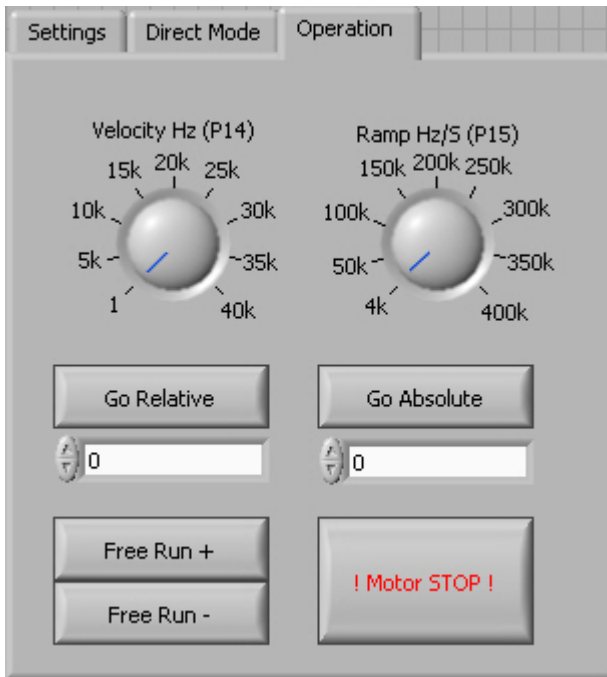 Settings Direct Mode Operation
Velocity Hz (P14)
1 5k 10k 15k 20k 25k 30k 35k 40k
Ramp Hz/S (P15)
4k 50k 100k 150k 200k 250k 300k 350k 400k
Go Relative
0
Go Absolute
0
Free Run +
Free Run -
! Motor STOP !